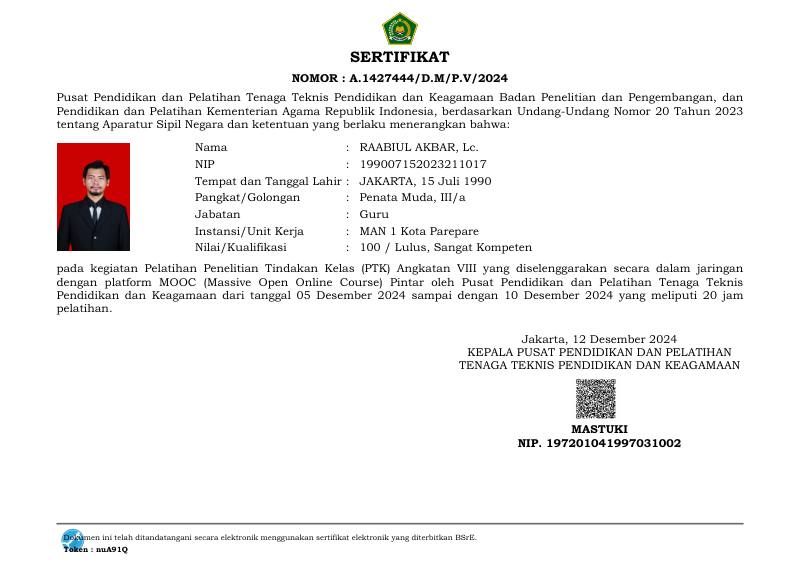 SERTIFIKAT
NOMOR : A.1427444/D.M/P.V/2024
Pusat Pendidikan dan Pelatihan Tenaga Teknis Pendidikan dan Keagamaan Badan Penelitian dan Pengembangan, dan
Pendidikan dan Pelatihan Kementerian Agama Republik Indonesia, berdasarkan Undang-Undang Nomor 20 Tahun 2023
tentang Aparatur Sipil Negara dan ketentuan yang berlaku menerangkan bahwa:
Nama : RAABIUL AKBAR, Lc.
NIP : 199007152023211017
Tempat dan Tanggal Lahir : JAKARTA, 15 Juli 1990
Pangkat/Golongan : Penata Muda, III/a
Jabatan : Guru
Instansi/Unit Kerja : MAN 1 Kota Parepare
Nilai/Kualifikasi : 100 / Lulus, Sangat Kompeten
pada kegiatan Pelatihan Penelitian Tindakan Kelas (PTK) Angkatan VIII yang diselenggarakan secara dalam jaringan
dengan platform MOOC (Massive Open Online Course) Pintar oleh Pusat Pendidikan dan Pelatihan Tenaga Teknis
Pendidikan dan Keagamaan dari tanggal 05 Desember 2024 sampai dengan 10 Desember 2024 yang meliputi 20 jam
pelatihan.
Jakarta, 12 Desember 2024
KEPALA PUSAT PENDIDIKAN DAN PELATIHAN
TENAGA TEKNIS PENDIDIKAN DAN KEAGAMAAN
MASTUKI
NIP. 197201041997031002
Dokumen ini telah ditandatangani secara elektronik menggunakan sertifikat elektronik yang diterbitkan BSrE.
Token : nuA91Q